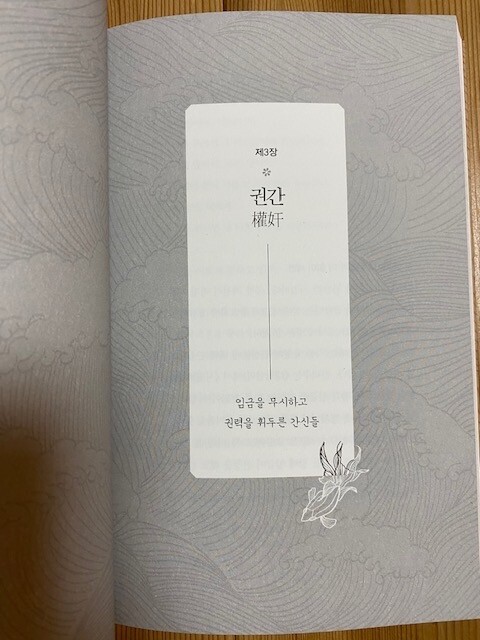 제3장
권간
權奸
임금을 무시하고
권력을 휘두른 간신들